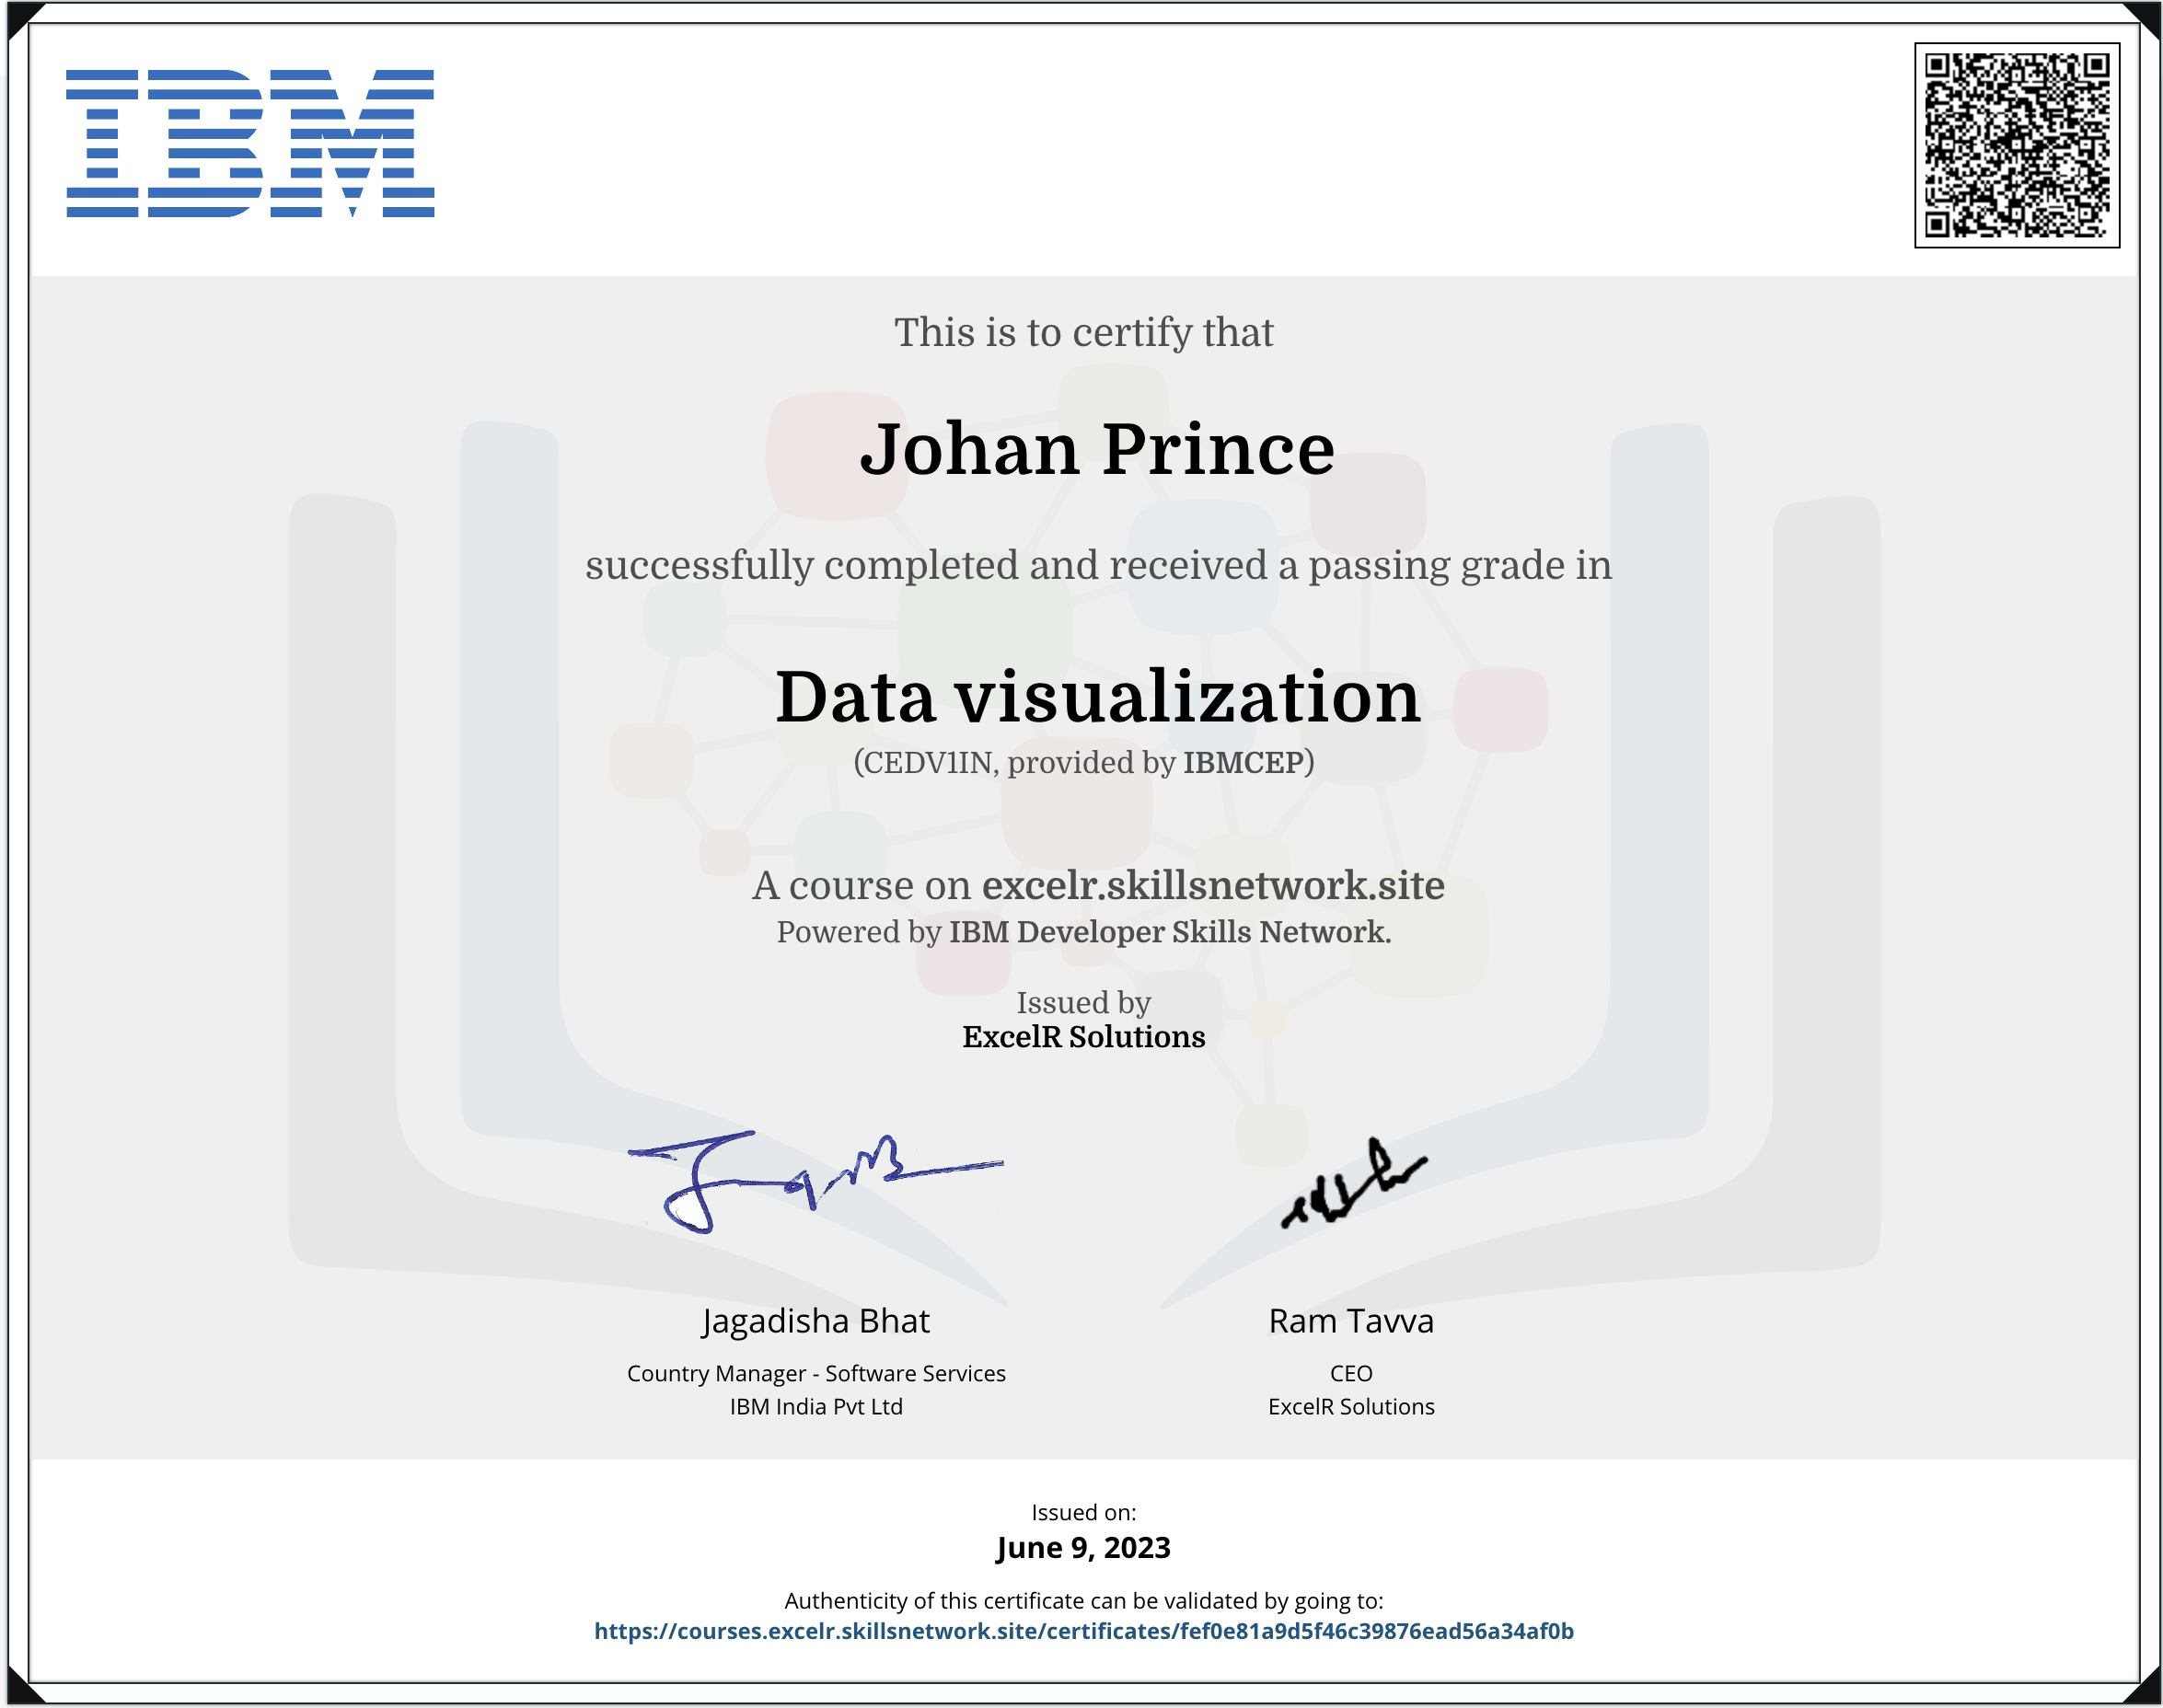 IBM
This is to certify that
Johan Prince
successfully completed and received a passing grade in
Data visualization
(CEDV1IN, provided by IBMCEP)
A course on excelr.skillsnetwork.site
Powered by IBM Developer Skills Network.
Issued by
ExcelR Solutions
Jagadisha Bhat
Country Manager - Software Services
IBM India Pvt Ltd
Ram Tavva
CEO
ExcelR Solutions
Issued on:
June 9, 2023
Authenticity of this certificate can be validated by going to:
https://courses.excelr.skillsnetwork.site/certificates/fef0e81a9d5f46c39876ead56a34af0b